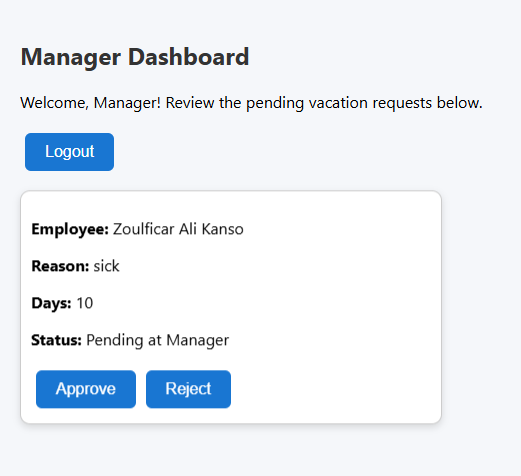 Manager Dashboard
Welcome, Manager! Review the pending vacation requests below.
Logout
Employee: Zoulficar Ali Kanso
Reason: sick
Days: 10
Status: Pending at Manager
Approve Reject